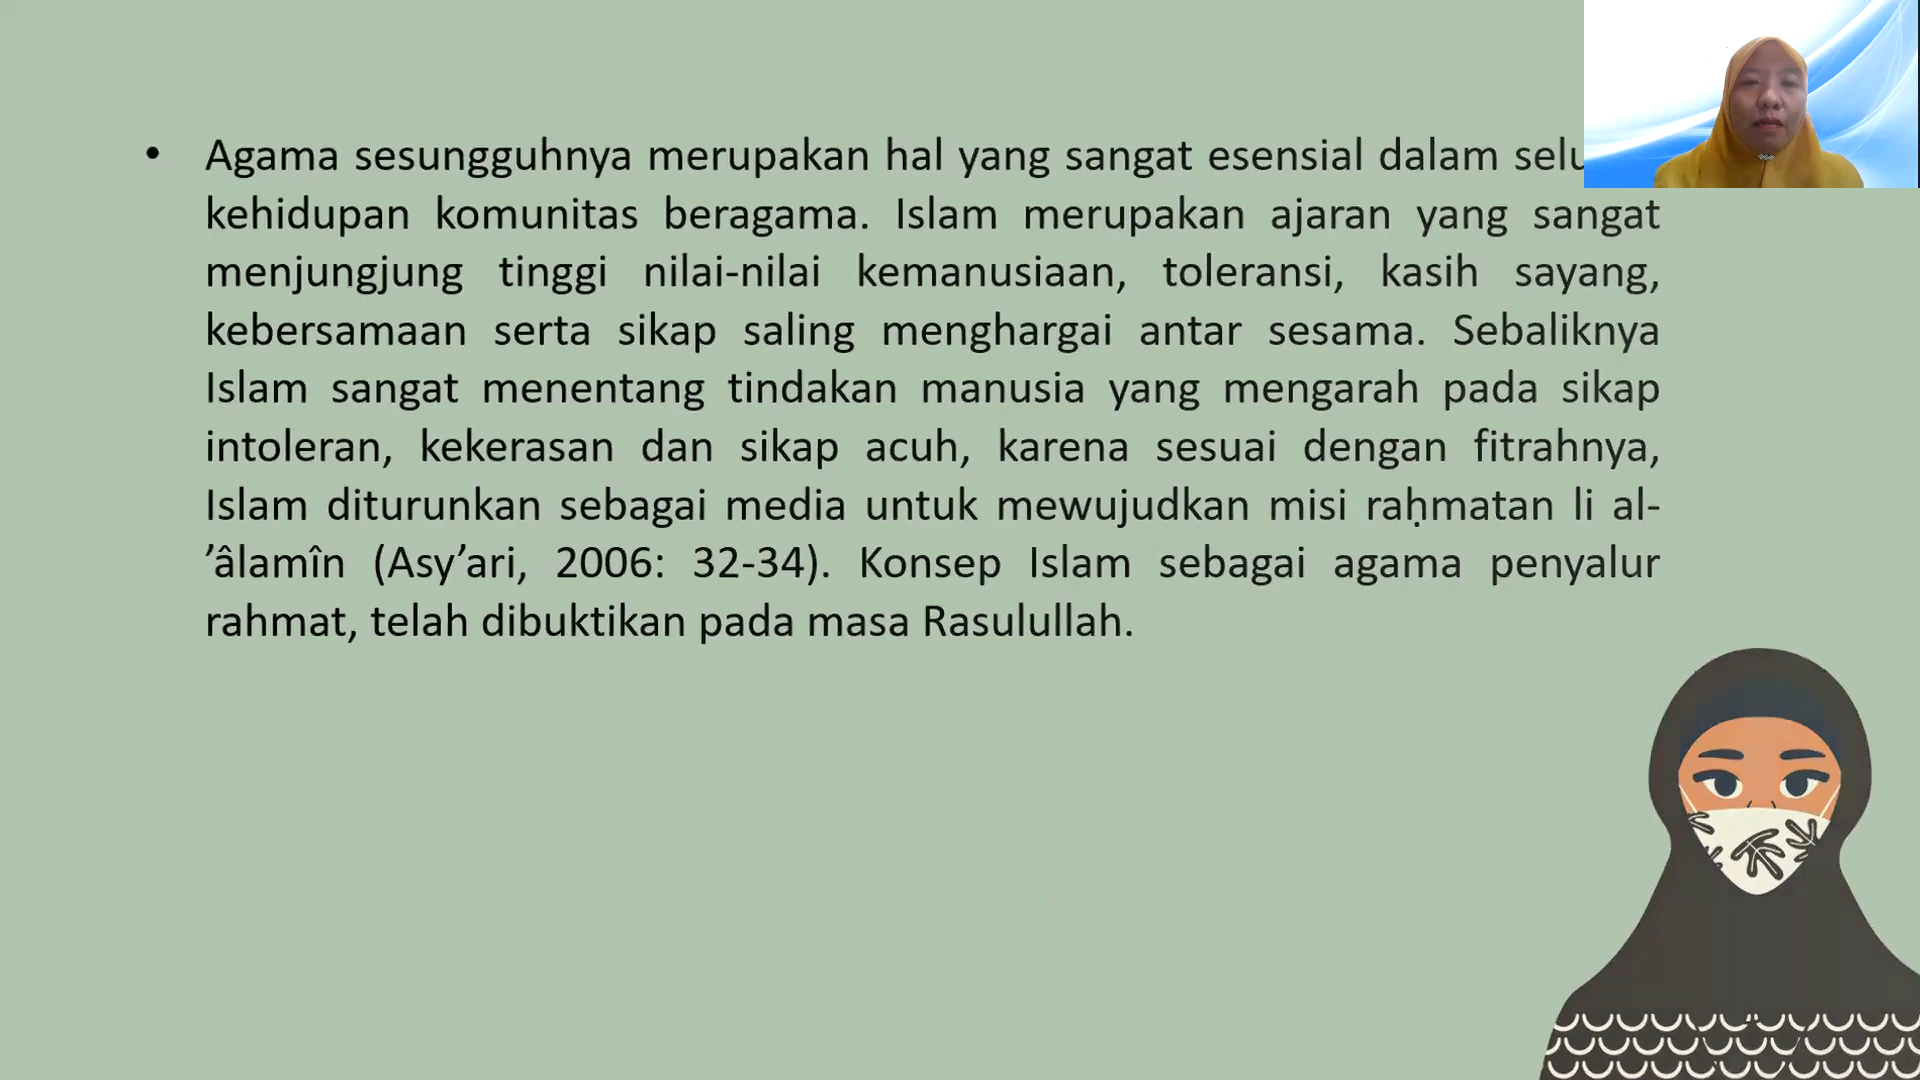 • Agama sesungguhnya merupakan hal yang sangat esensial dalam
kehidupan komunitas beragama. Islam merupakan ajaran yang sangat
menjungjung tinggi nilai-nilai kemanusiaan, toleransi, kasih sayang,
kebersamaan serta sikap saling menghargai antar sesama. Sebaliknya
Islam sangat menentang tindakan manusia yang mengarah pada sikap
intoleran, kekerasan dan sikap acuh, karena sesuai dengan fitrahnya,
Islam diturunkan sebagai media untuk mewujudkan misi raḥmatan li al-
’âlamîn (Asy’ari, 2006: 32-34). Konsep Islam sebagai agama penyalur
rahmat, telah dibuktikan pada masa Rasulullah.